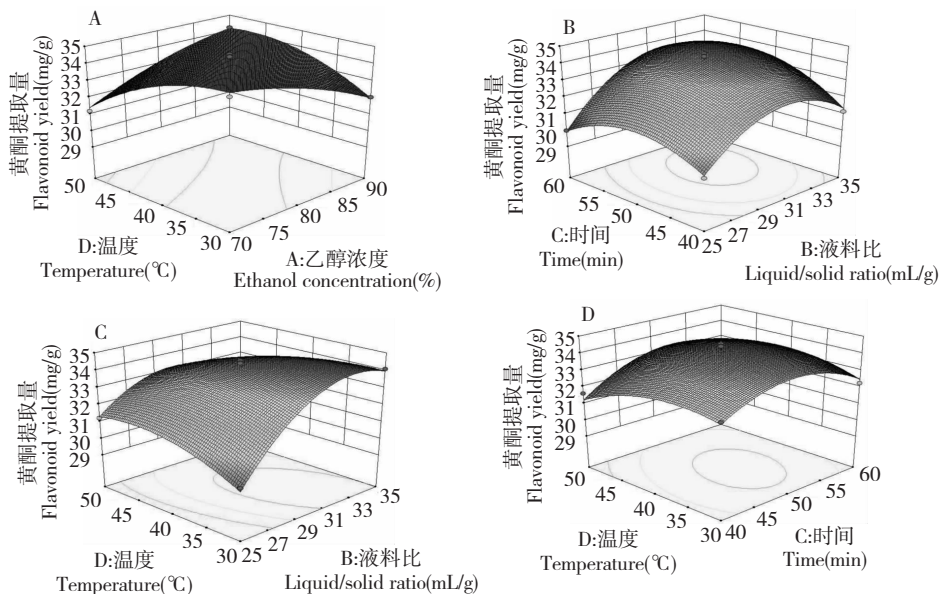 A
黄酮提取量
Flavonoid yield(mg/g)
35
34
33
32
31
30
29
50
45
40
35
30
70
75
80
85
90
D:温度
Temperature(℃)
A:乙醇浓度
Ethanol concentration(%)
B
黄酮提取量
Flavonoid yield(mg/g)
35
34
33
32
31
30
29
60
55
50
45
40
25
27
29
31
33
35
C:时间
Time(min)
B:液料比
Liquid/solid ratio(mL/g)
C
黄酮提取量
Flavonoid yield(mg/g)
35
34
33
32
31
30
29
50
45
40
35
30
25
27
29
31
33
35
D:温度
Temperature(℃)
B:液料比
Liquid/solid ratio(mL/g)
D
黄酮提取量
Flavonoid yield(mg/g)
35
34
33
32
31
30
29
50
45
40
35
30
40
45
50
55
60
D:温度
Temperature(℃)
C:时间
Time(min)